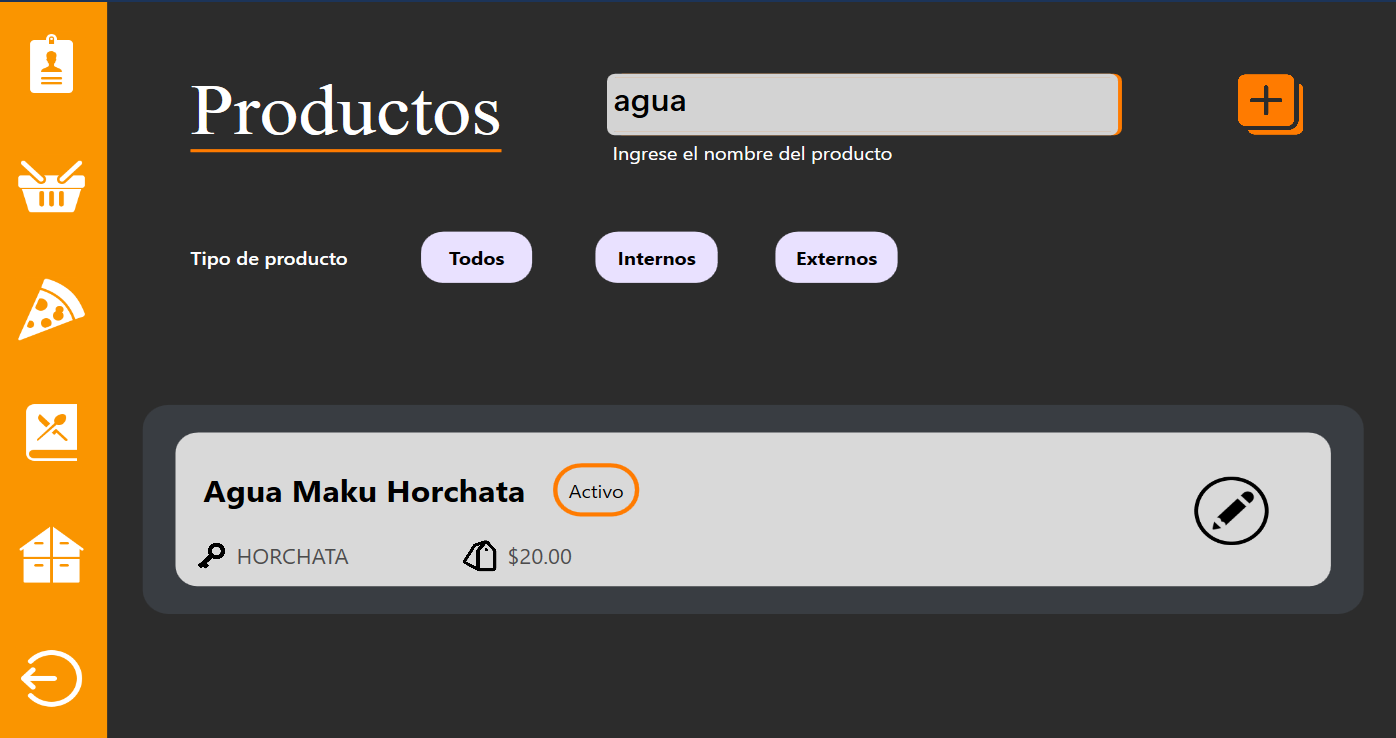 Productos
agua
Ingrese el nombre del producto
Tipo de producto Todos Internos Externos
Agua Maku Horchata Activo
HORCHATA $20.00